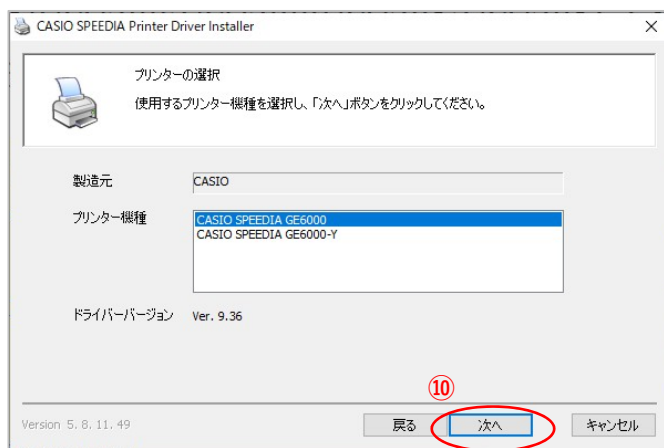 CASIO SPEEDIA Printer Driver Installer
プリンターの選択
使用するプリンター機種を選択し、「次へ」ボタンをクリックしてください。
製造元 CASIO
プリンター機種 CASIO SPEEDIA GE6000
CASIO SPEEDIA GE6000-Y
ドライバーバージョン Ver. 9.36
⑩
Version 5. 8. 11. 49 戻る 次へ キャンセル